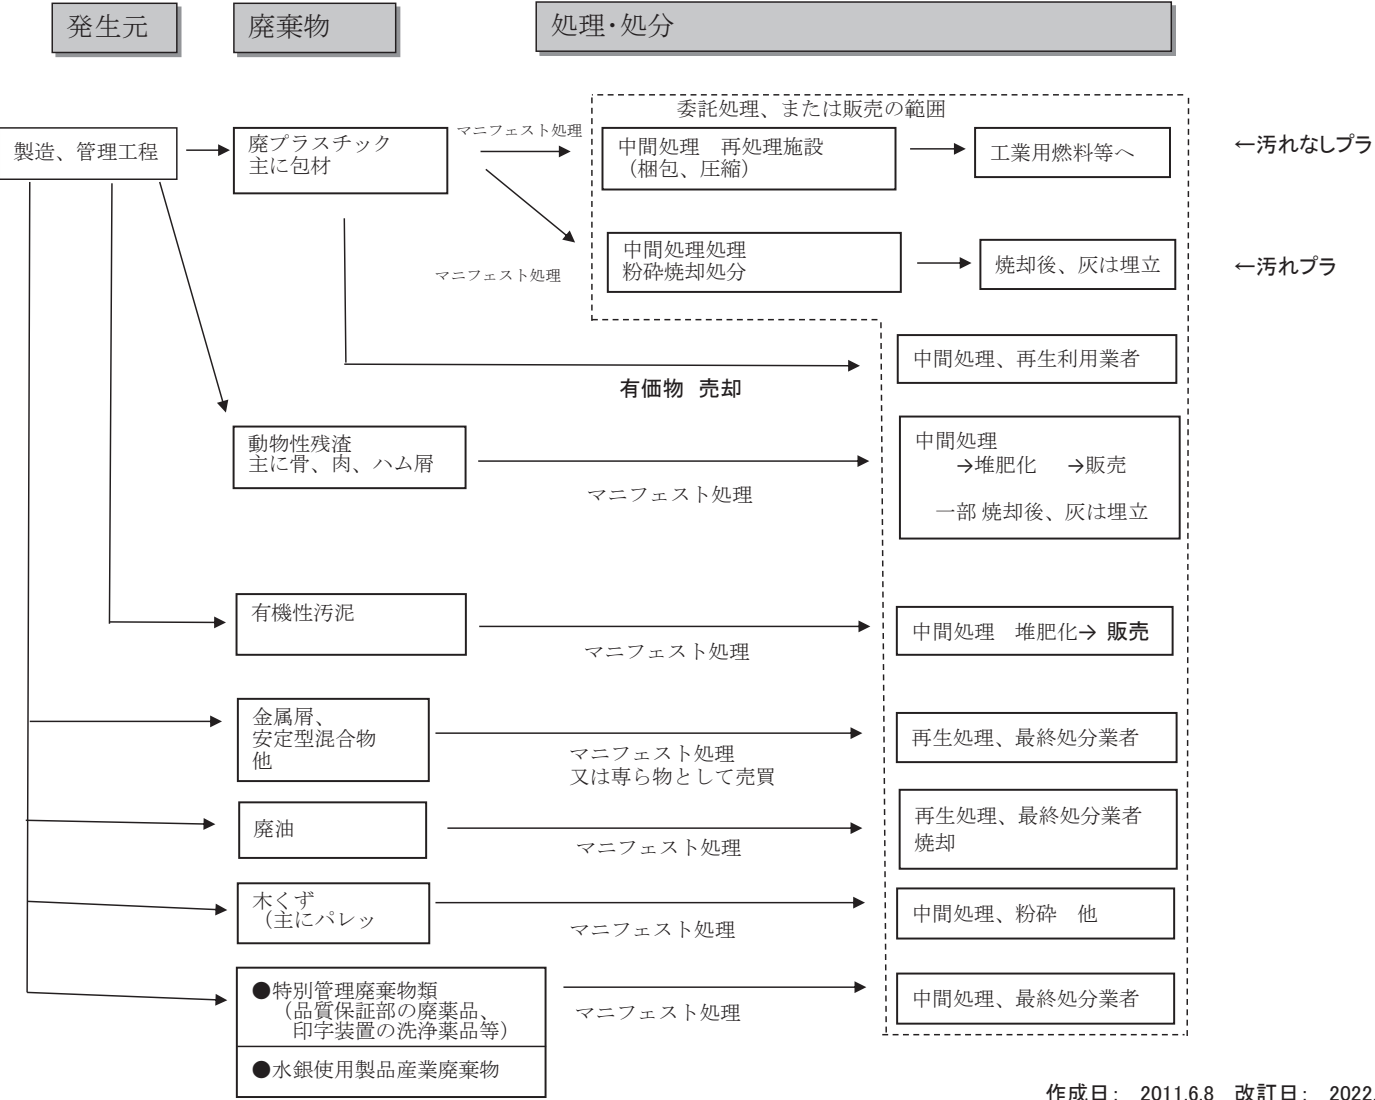 発生元
廃棄物
処理・処分
委託処理、または販売の範囲
製造、管理工程
廃プラスチック
主に包材
マニフェスト処理
中間処理　再処理施設
（梱包、圧縮）
工業用燃料等へ
←汚れなしプラ
マニフェスト処理
中間処理処理
粉砕焼却処分
焼却後、灰は埋立
←汚れプラ
有価物　売却
中間処理、再生利用業者
動物性残渣
主に骨、肉、ハム屑
マニフェスト処理
中間処理
→堆肥化　→販売
一部 焼却後、灰は埋立
有機性汚泥
マニフェスト処理
中間処理　堆肥化→ 販売
金属屑、
安定型混合物
他
マニフェスト処理
又は専ら物として売買
再生処理、最終処分業者
廃油
マニフェスト処理
再生処理、最終処分業者
焼却
木くず
（主にパレッ
マニフェスト処理
中間処理、粉砕　他
●特別管理廃棄物類
（品質保証部の廃薬品、
印字装置の洗浄薬品等）
マニフェスト処理
中間処理、最終処分業者
●水銀使用製品産業廃棄物
作成日：　2011.6.8　改訂日：　2022.